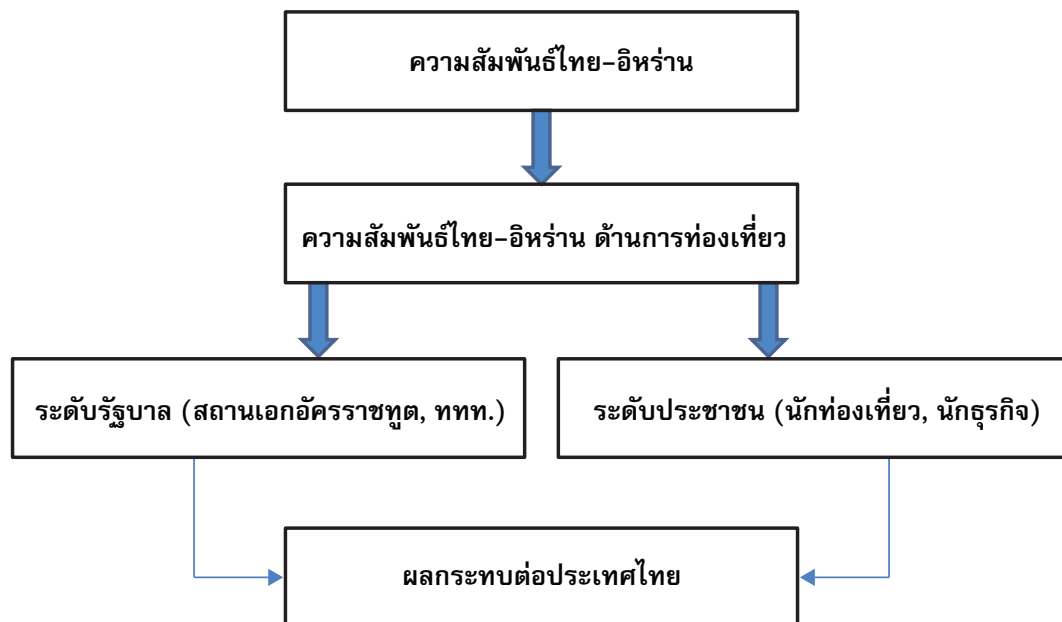 ความสัมพันธ์ไทย-อิหร่าน
ความสัมพันธ์ไทย-อิหร่าน ด้านการท่องเที่ยว
ระดับรัฐบาล (สถานเอกอัครราชทูต, ททท.)
ระดับประชาชน (นักท่องเที่ยว, นักธุรกิจ)
ผลกระทบต่อประเทศไทย